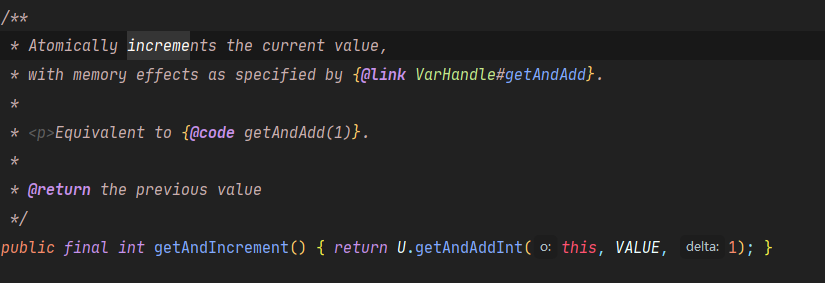 /**
* Atomically increments the current value,
* with memory effects as specified by {@link VarHandle#getAndAdd}.
*
* <p>Equivalent to {@code getAndAdd(1)}.
*
* @return the previous value
*/
public final int getAndIncrement() { return U.getAndAddInt( o: this, VALUE, delta: 1); }